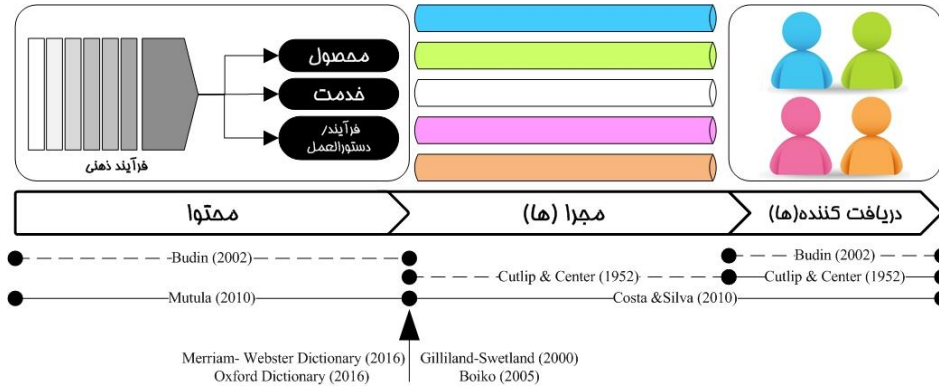 محصول
خدمت
فرآیند/
دستورالعمل
فرآیند ذهنی
محتوا
مجرا (ها)
دریافت کننده(ها)
Budin (2002)
Budin (2002)
Cutlip & Center (1952)
Cutlip & Center (1952)
Mutula (2010)
Costa &Silva (2010)
Merriam- Webster Dictionary (2016)
Oxford Dictionary (2016)
Gilliland-Swetland (2000)
Boiko (2005)